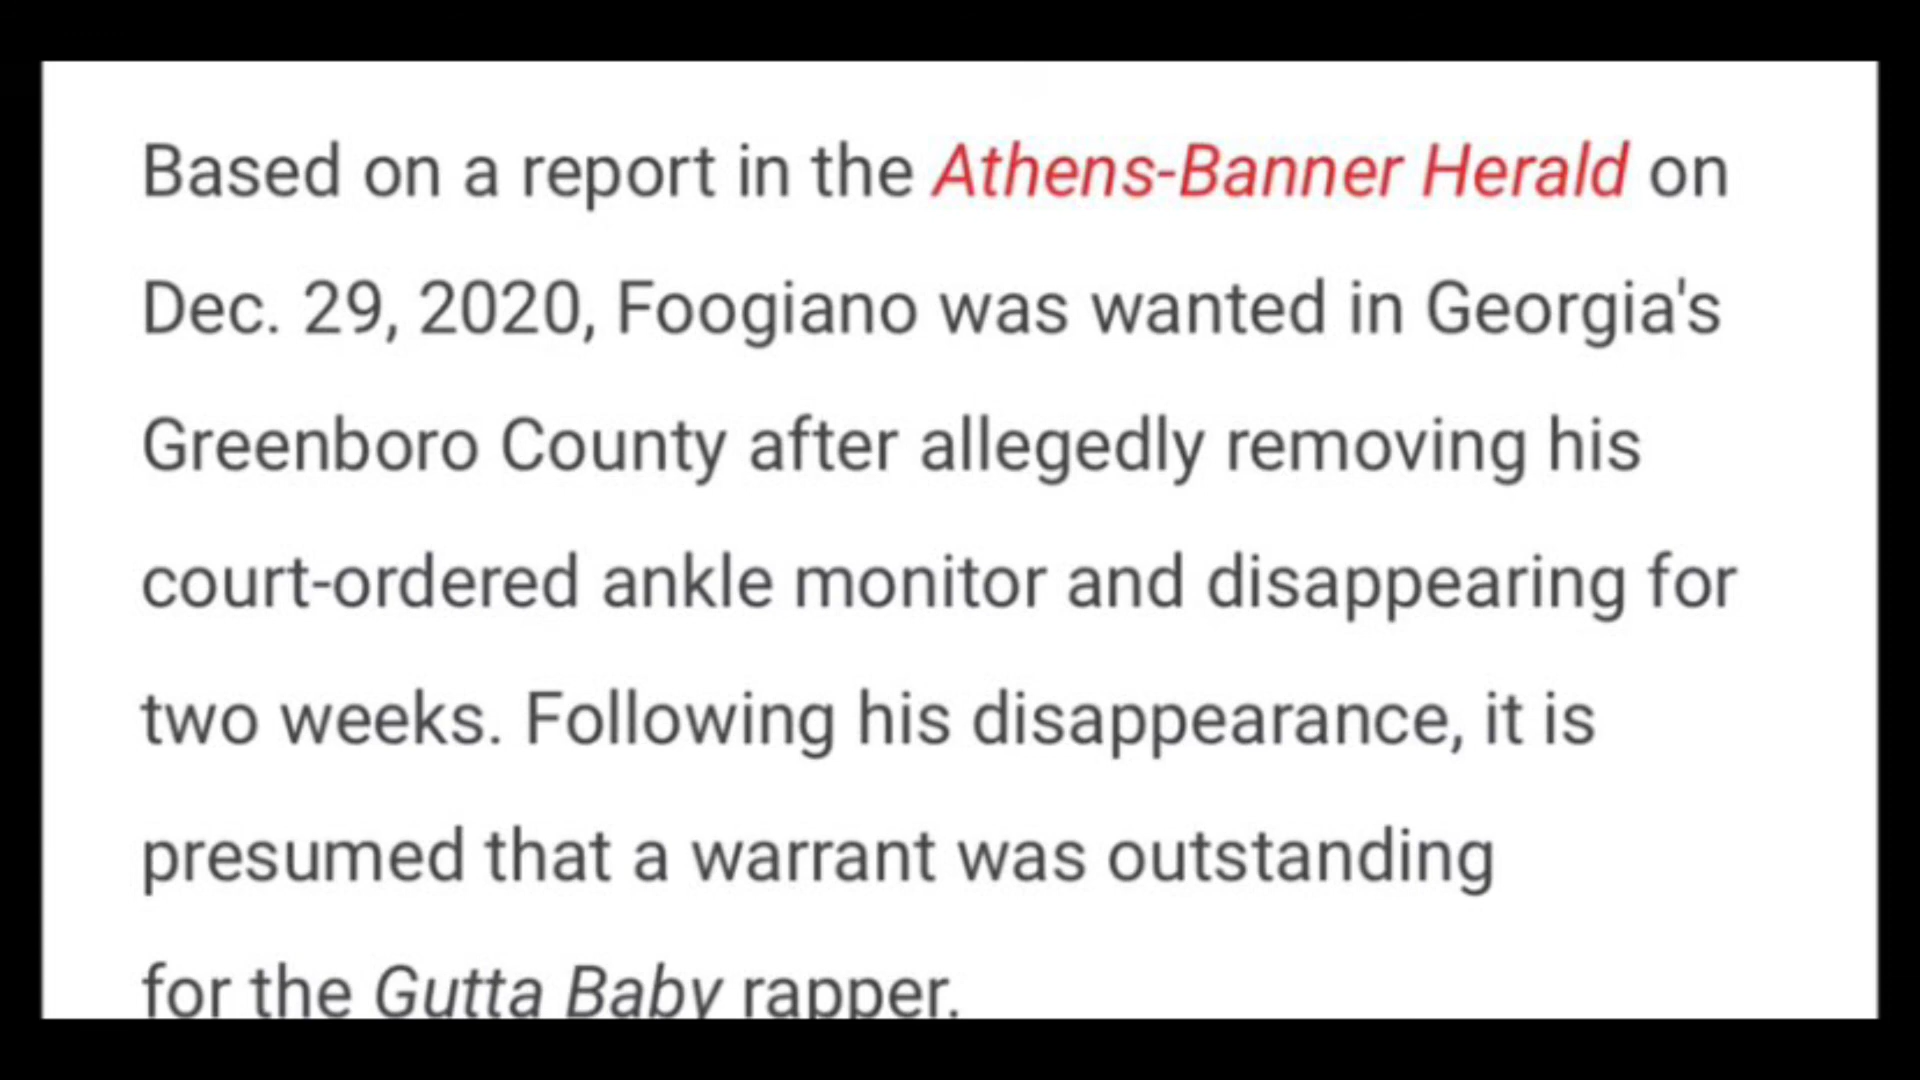 Based on a report in the Athens-Banner Herald on
Dec. 29, 2020, Foogiano was wanted in Georgia's
Greenboro County after allegedly removing his
court-ordered ankle monitor and disappearing for
two weeks. Following his disappearance, it is
presumed that a warrant was outstanding
for the Gutta Baby rapper.